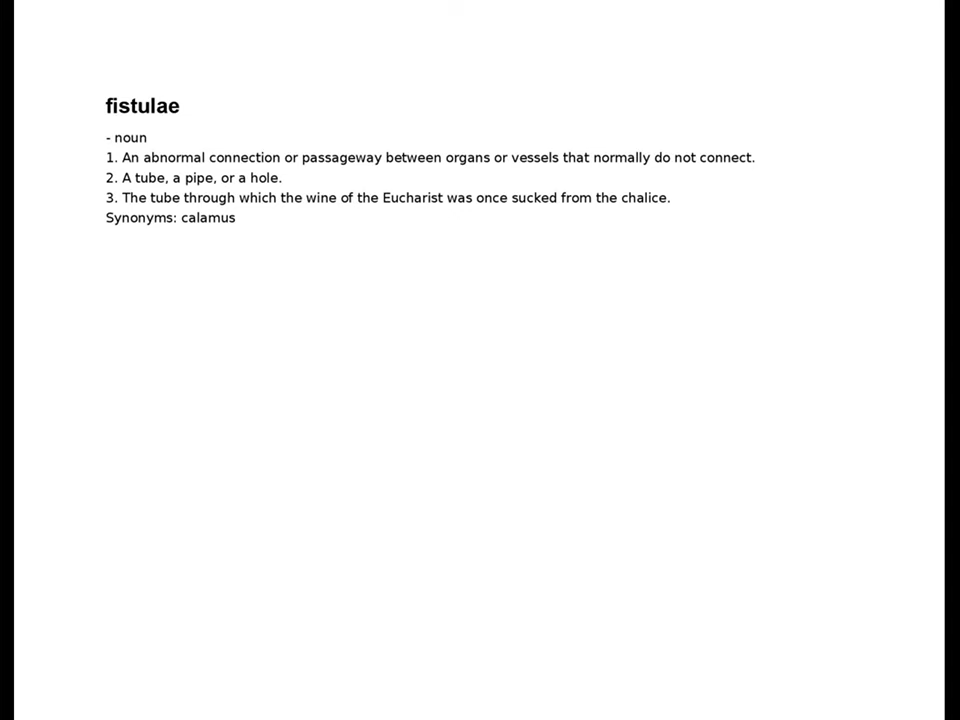 fistulae
- noun
1. An abnormal connection or passageway between organs or vessels that normally do not connect.
2. A tube, a pipe, or a hole.
3. The tube through which the wine of the Eucharist was once sucked from the chalice.
Synonyms: calamus